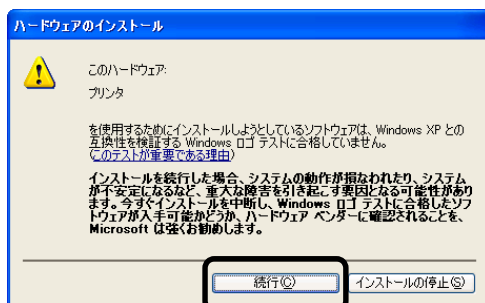 ハードウェアのインストール
このハードウェア:
プリンタ
を使用するためにインストールしようとしているソフトウェアは、Windows XP との
互換性を検証する Windows ロゴ テストに合格していません。
(このテストが重要である理由)
インストールを続行した場合、システムの動作が損なわれたり、システム
が不安定になるなど、重大な障害を引き起こす要因となる可能性があり
ます。今すぐインストールを中断し、Windows ロゴ テストに合格したソフ
トウェアが入手可能かどうか、ハードウェア ベンダーに確認されることを、
Microsoft は強くお勧めします。
続行(C) インストールの停止(S)